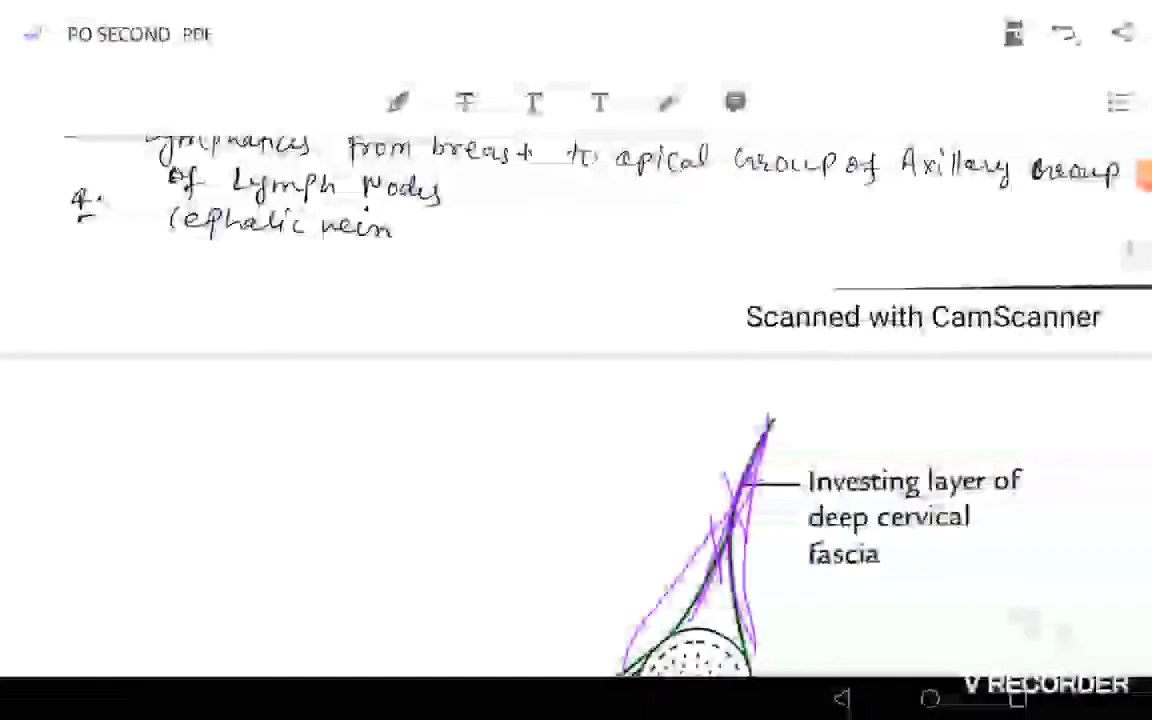 PO SECOND PDF
Lymphatics from breast to apical Group of Axillary Group
of Lymph Nodes
4.
Cephalic vein
Scanned with CamScanner
Investing layer of
deep cervical
fascia
V RECORDER